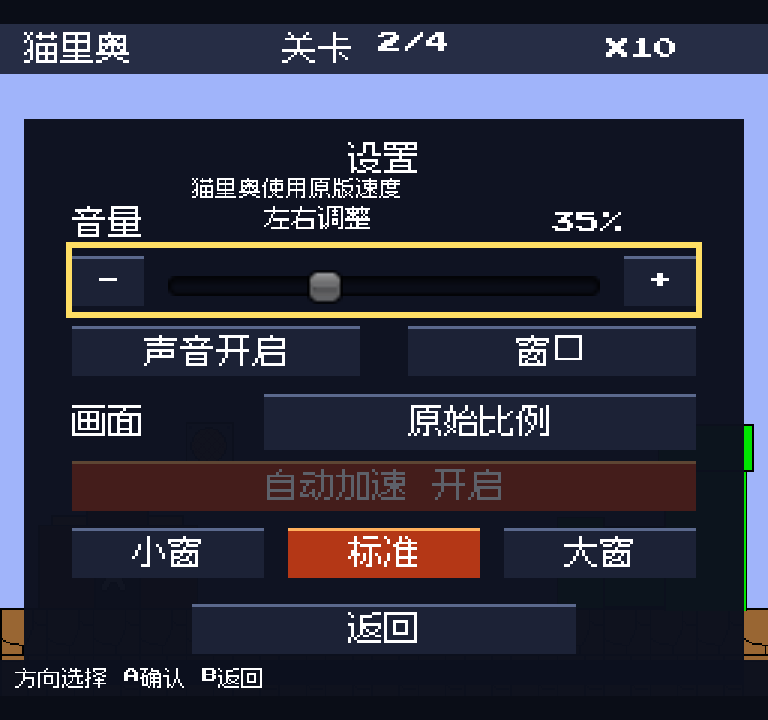 猫里奥 关卡 2/4 ×10
设置
猫里奥使用原版速度
音量 左右调整 35%
- +
声音开启 窗口
画面 原始比例
自动加速 开启
小窗 标准 大窗
返回
方向选择 A确认 B返回